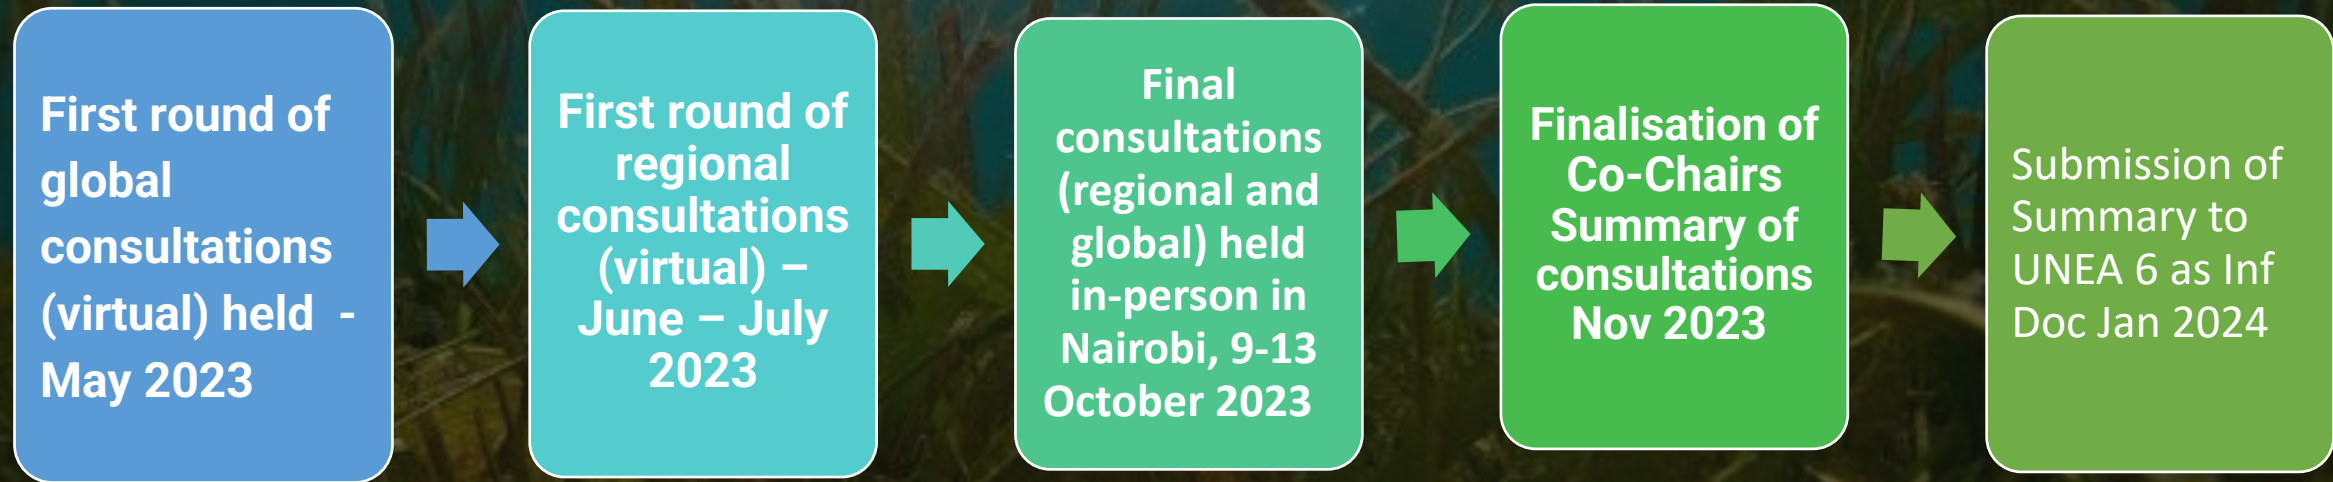 First round of
global
consultations
(virtual) held -
May 2023
First round of
regional
consultations
(virtual) –
June – July
2023
Final
consultations
(regional and
global) held
in-person in
Nairobi, 9-13
October 2023
Finalisation of
Co-Chairs
Summary of
consultations
Nov 2023
Submission of
Summary to
UNEA 6 as Inf
Doc Jan 2024